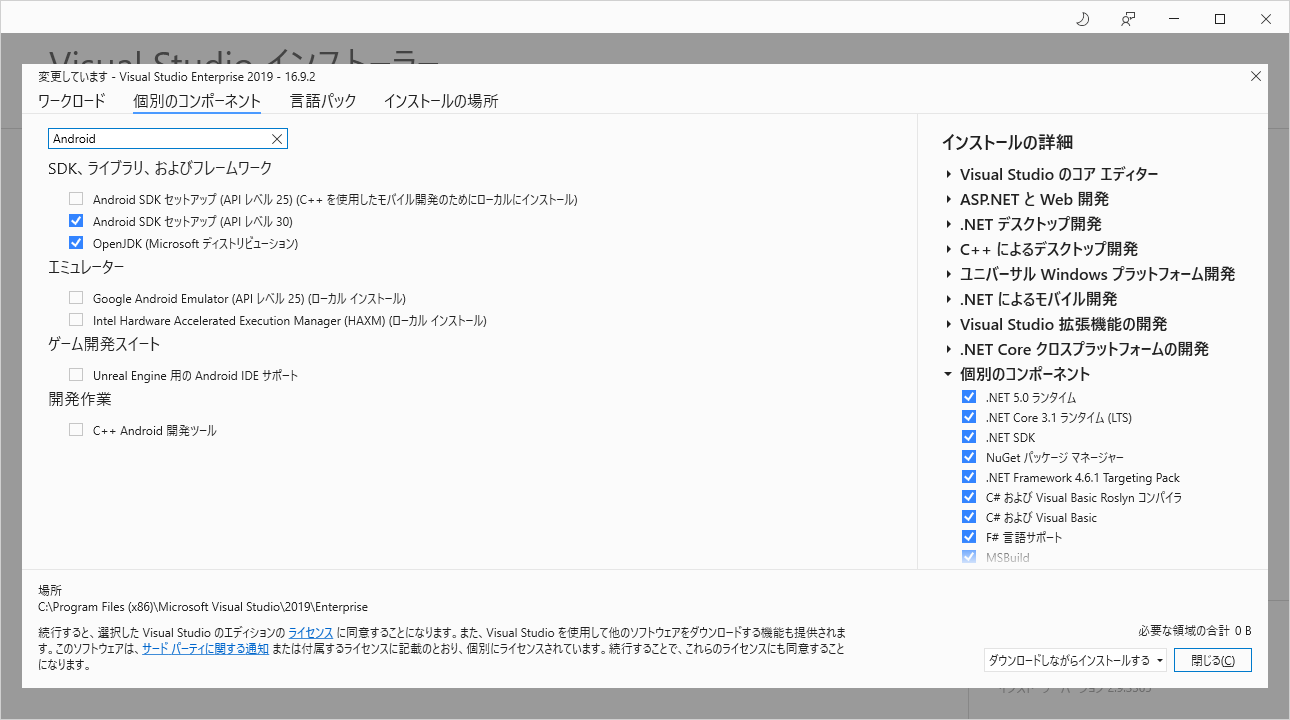 Visual Studio インストーラー
変更しています - Visual Studio Enterprise 2019 - 16.9.2
ワークロード 個別のコンポーネント 言語パック インストールの場所
Android
SDK、ライブラリ、およびフレームワーク
Android SDK セットアップ (API レベル 25) (C++ を使用したモバイル開発のためにローカルにインストール)
Android SDK セットアップ (API レベル 30)
OpenJDK (Microsoft ディストリビューション)
エミュレーター
Google Android Emulator (API レベル 25) (ローカル インストール)
Intel Hardware Accelerated Execution Manager (HAXM) (ローカル インストール)
ゲーム開発スイート
Unreal Engine 用の Android IDE サポート
開発作業
C++ Android 開発ツール
インストールの詳細
Visual Studio のコア エディター
ASP.NET と Web 開発
.NET デスクトップ開発
C++ によるデスクトップ開発
ユニバーサル Windows プラットフォーム開発
.NET によるモバイル開発
Visual Studio 拡張機能の開発
.NET Core クロスプラットフォームの開発
個別のコンポーネント
.NET 5.0 ランタイム
.NET Core 3.1 ランタイム (LTS)
.NET SDK
NuGet パッケージ マネージャー
.NET Framework 4.6.1 Targeting Pack
C# および Visual Basic Roslyn コンパイラ
C# および Visual Basic
F# 言語サポート
MSBuild
場所
C:\Program Files (x86)\Microsoft Visual Studio\2019\Enterprise
続行すると、選択した Visual Studio のエディションの ライセンス に同意することになります。また、Visual Studio を使用して他のソフトウェアをダウンロードする機能も提供されま
す。このソフトウェアは、サード パーティに関する通知 または付属するライセンスに記載のとおり、個別にライセンスされています。続行することで、これらのライセンスにも同意すること
になります。
必要な領域の合計 0 B
ダウンロードしながらインストールする 閉じる(C)